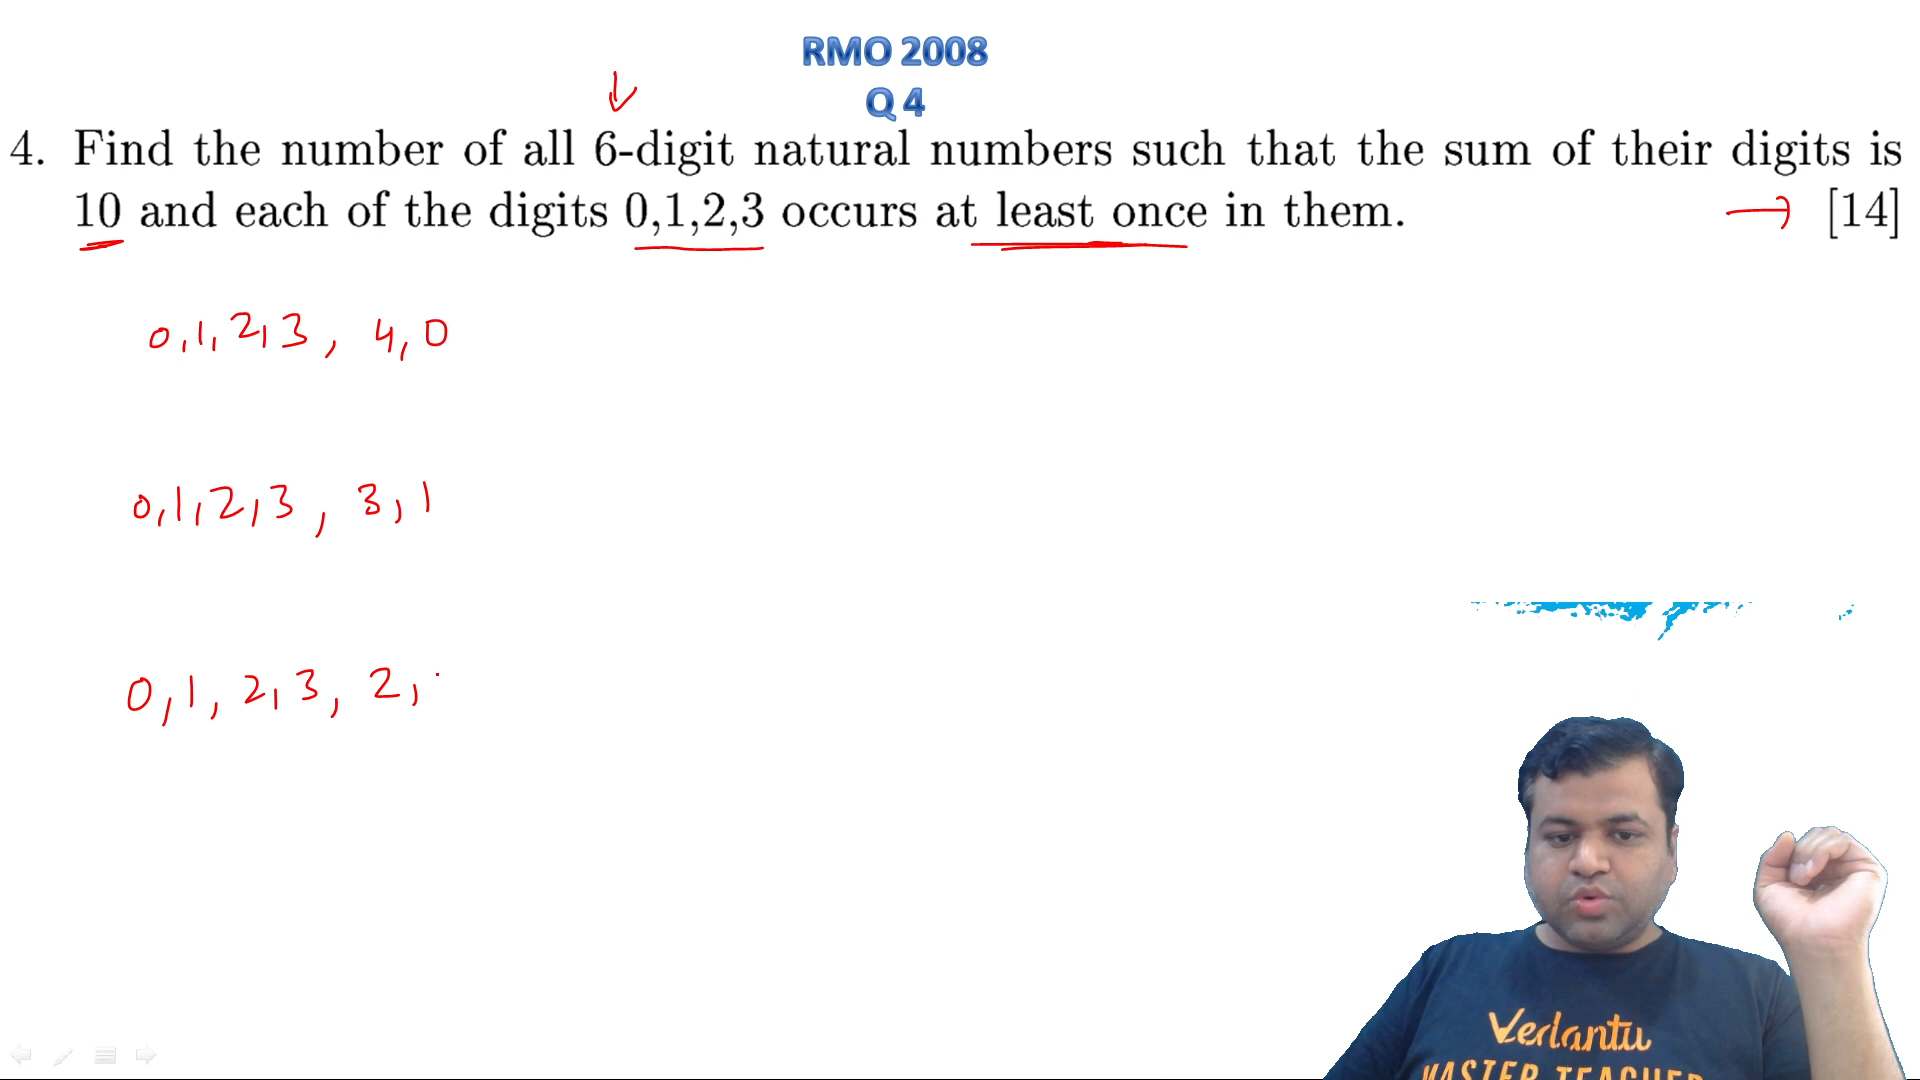 RMO 2008
Q 4
4. Find the number of all 6-digit natural numbers such that the sum of their digits is
10 and each of the digits 0,1,2,3 occurs at least once in them. [14]
0,1,2,3, 4,0
0,1,2,3, 3,1
0,1,2,3, 2,
Vedantu
MASTER TEACHER